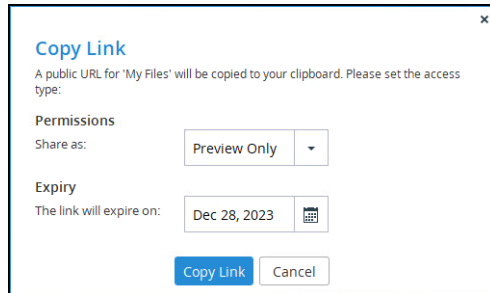 ×
Copy Link
A public URL for 'My Files' will be copied to your clipboard. Please set the access
type:
Permissions
Share as:
Preview Only
Expiry
The link will expire on:
Dec 28, 2023
Copy Link
Cancel